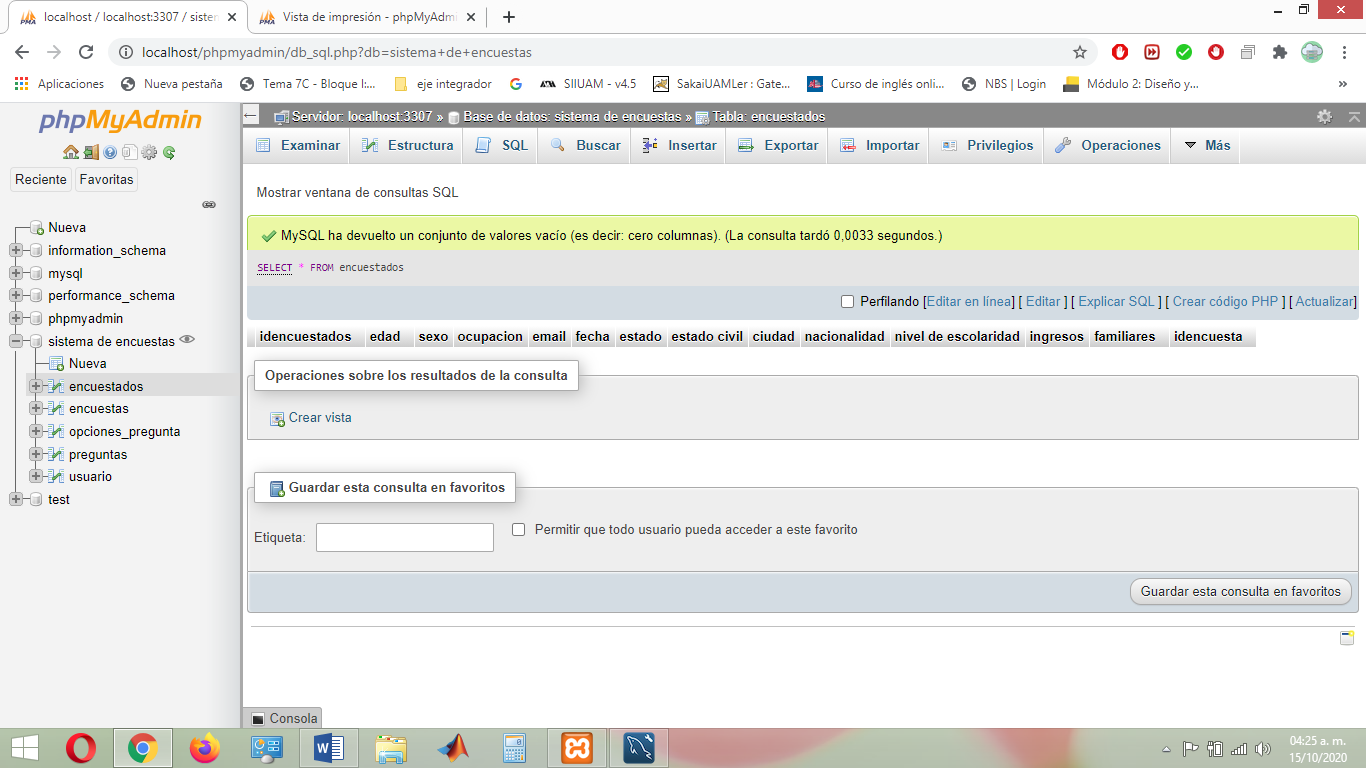 localhost / localhost:3307 / sister
Vista de impresión - phpMyAdmi
localhost/phpmyadmin/db_sql.php?db=sistema+de+encuestas
Aplicaciones
Nueva pestaña
Tema 7C - Bloque I:...
eje integrador
SIIUAM - v4.5
SakaiUAMLer : Gate...
Curso de inglés onli...
NBS | Login
Módulo 2: Diseño y...
phpMyAdmin
Reciente
Favoritas
Nueva
information_schema
mysql
performance_schema
phpmyadmin
sistema de encuestas
Nueva
encuestados
encuestas
opciones_pregunta
preguntas
usuario
test
Servidor: localhost:3307 » Base de datos: sistema de encuestas » Tabla: encuestados
Examinar
Estructura
SQL
Buscar
Insertar
Exportar
Importar
Privilegios
Operaciones
Más
Mostrar ventana de consultas SQL
MySQL ha devuelto un conjunto de valores vacío (es decir: cero columnas). (La consulta tardó 0,0033 segundos.)
SELECT * FROM encuestados
Perfilando [Editar en línea] [ Editar ] [ Explicar SQL ] [ Crear código PHP ] [ Actualizar]
idencuestados edad sexo ocupacion email fecha estado estado civil ciudad nacionalidad nivel de escolaridad ingresos familiares idencuesta
Operaciones sobre los resultados de la consulta
Crear vista
Guardar esta consulta en favoritos
Etiqueta:
Permitir que todo usuario pueda acceder a este favorito
Guardar esta consulta en favoritos
Consola
04:25 a. m.
15/10/2020